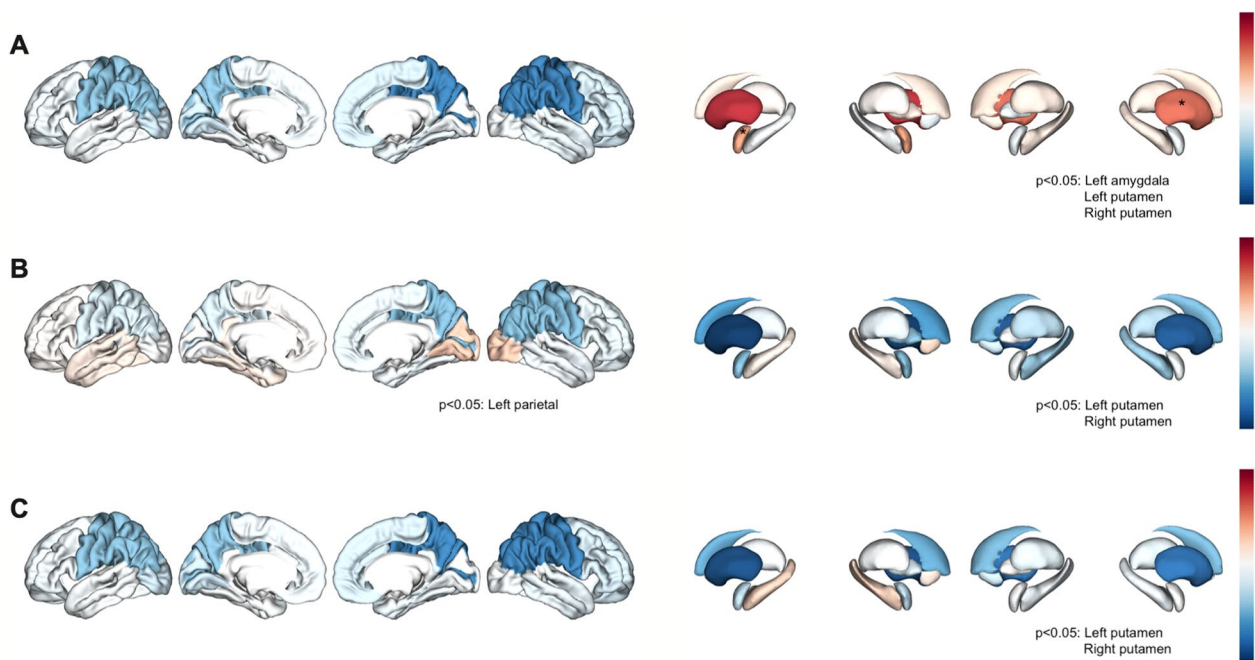 A
*
*
p<0.05: Left amygdala
Left putamen
Right putamen
B
p<0.05: Left parietal
p<0.05: Left putamen
Right putamen
C
p<0.05: Left putamen
Right putamen